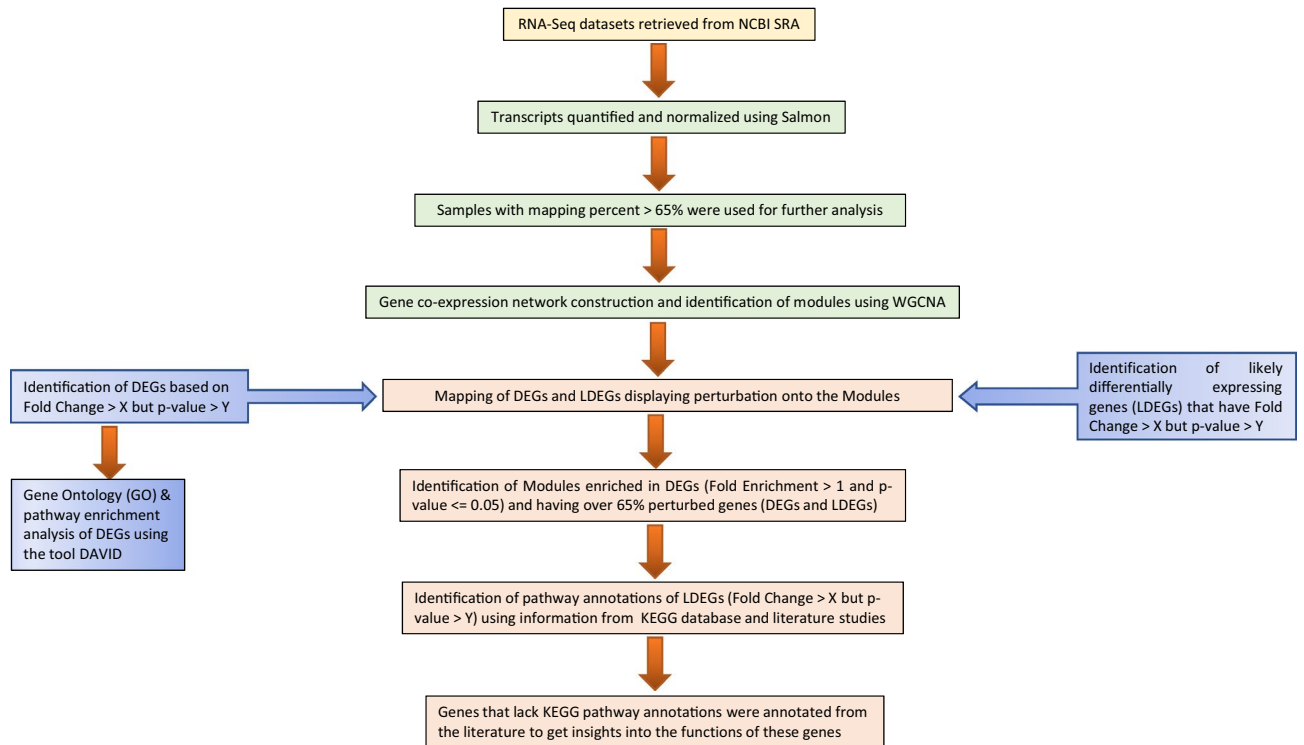 RNA-Seq datasets retrieved from NCBI SRA
Transcripts quantified and normalized using Salmon
Samples with mapping percent > 65% were used for further analysis
Gene co-expression network construction and identification of modules using WGCNA
Identification of DEGs based on
Fold Change > X but p-value > Y
Mapping of DEGs and LDEGs displaying perturbation onto the Modules
Identification of likely
differentially expressing
genes (LDEGs) that have Fold
Change > X but p-value > Y
Gene Ontology (GO) &
pathway enrichment
analysis of DEGs using
the tool DAVID
Identification of Modules enriched in DEGs (Fold Enrichment > 1 and p-
value <= 0.05) and having over 65% perturbed genes (DEGs and LDEGs)
Identification of pathway annotations of LDEGs (Fold Change > X but p-
value > Y) using information from KEGG database and literature studies
Genes that lack KEGG pathway annotations were annotated from
the literature to get insights into the functions of these genes